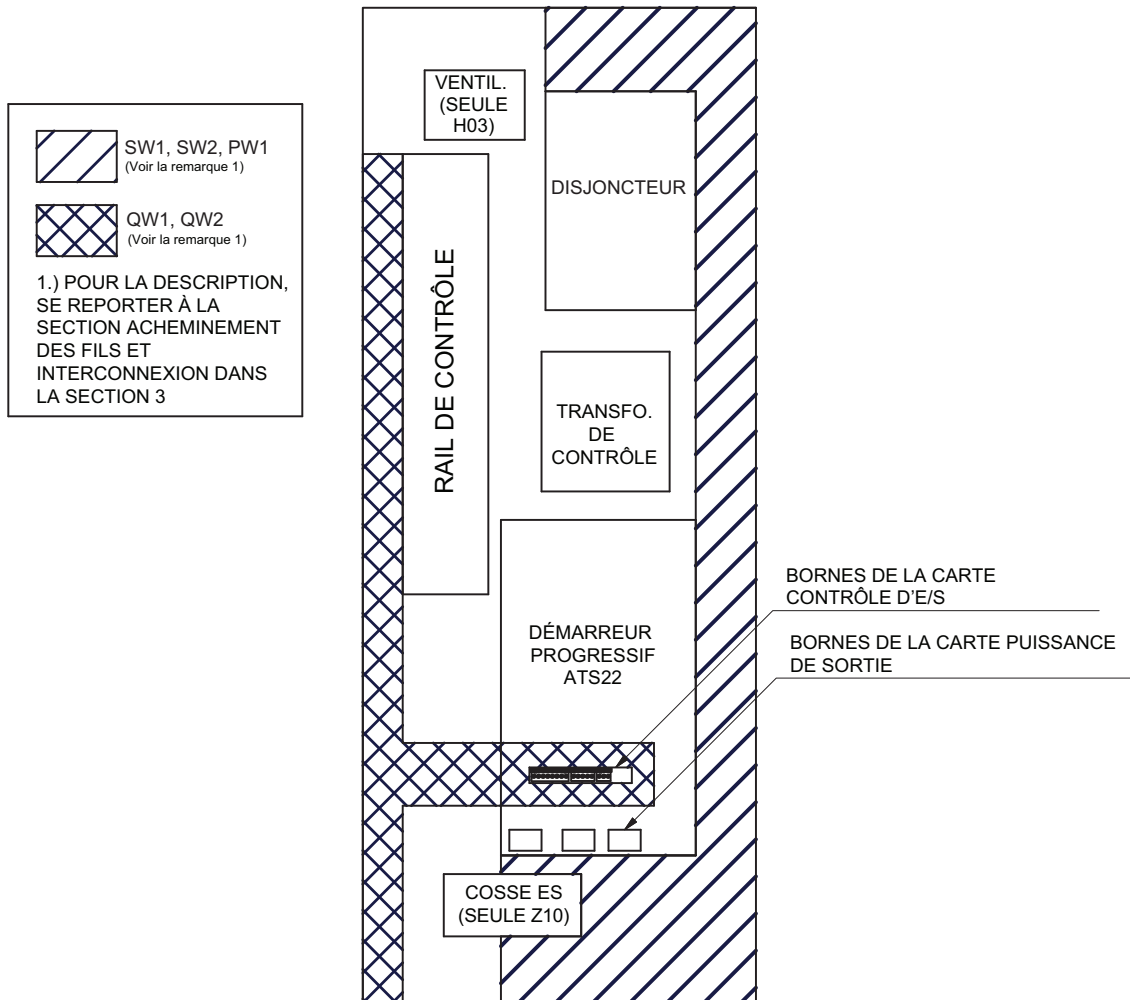 SW1, SW2, PW1
(Voir la remarque 1)
QW1, QW2
(Voir la remarque 1)
1.) POUR LA DESCRIPTION,
SE REPORTER À LA
SECTION ACHEMINEMENT
DES FILS ET
INTERCONNEXION DANS
LA SECTION 3
VENTIL.
(SEULE
H03)
DISJONCTEUR
RAIL DE CONTRÔLE
TRANSFO.
DE
CONTRÔLE
DÉMARREUR
PROGRESSIF
ATS22
BORNES DE LA CARTE
CONTRÔLE D'E/S
BORNES DE LA CARTE PUISSANCE
DE SORTIE
COSSE ES
(SEULE Z10)